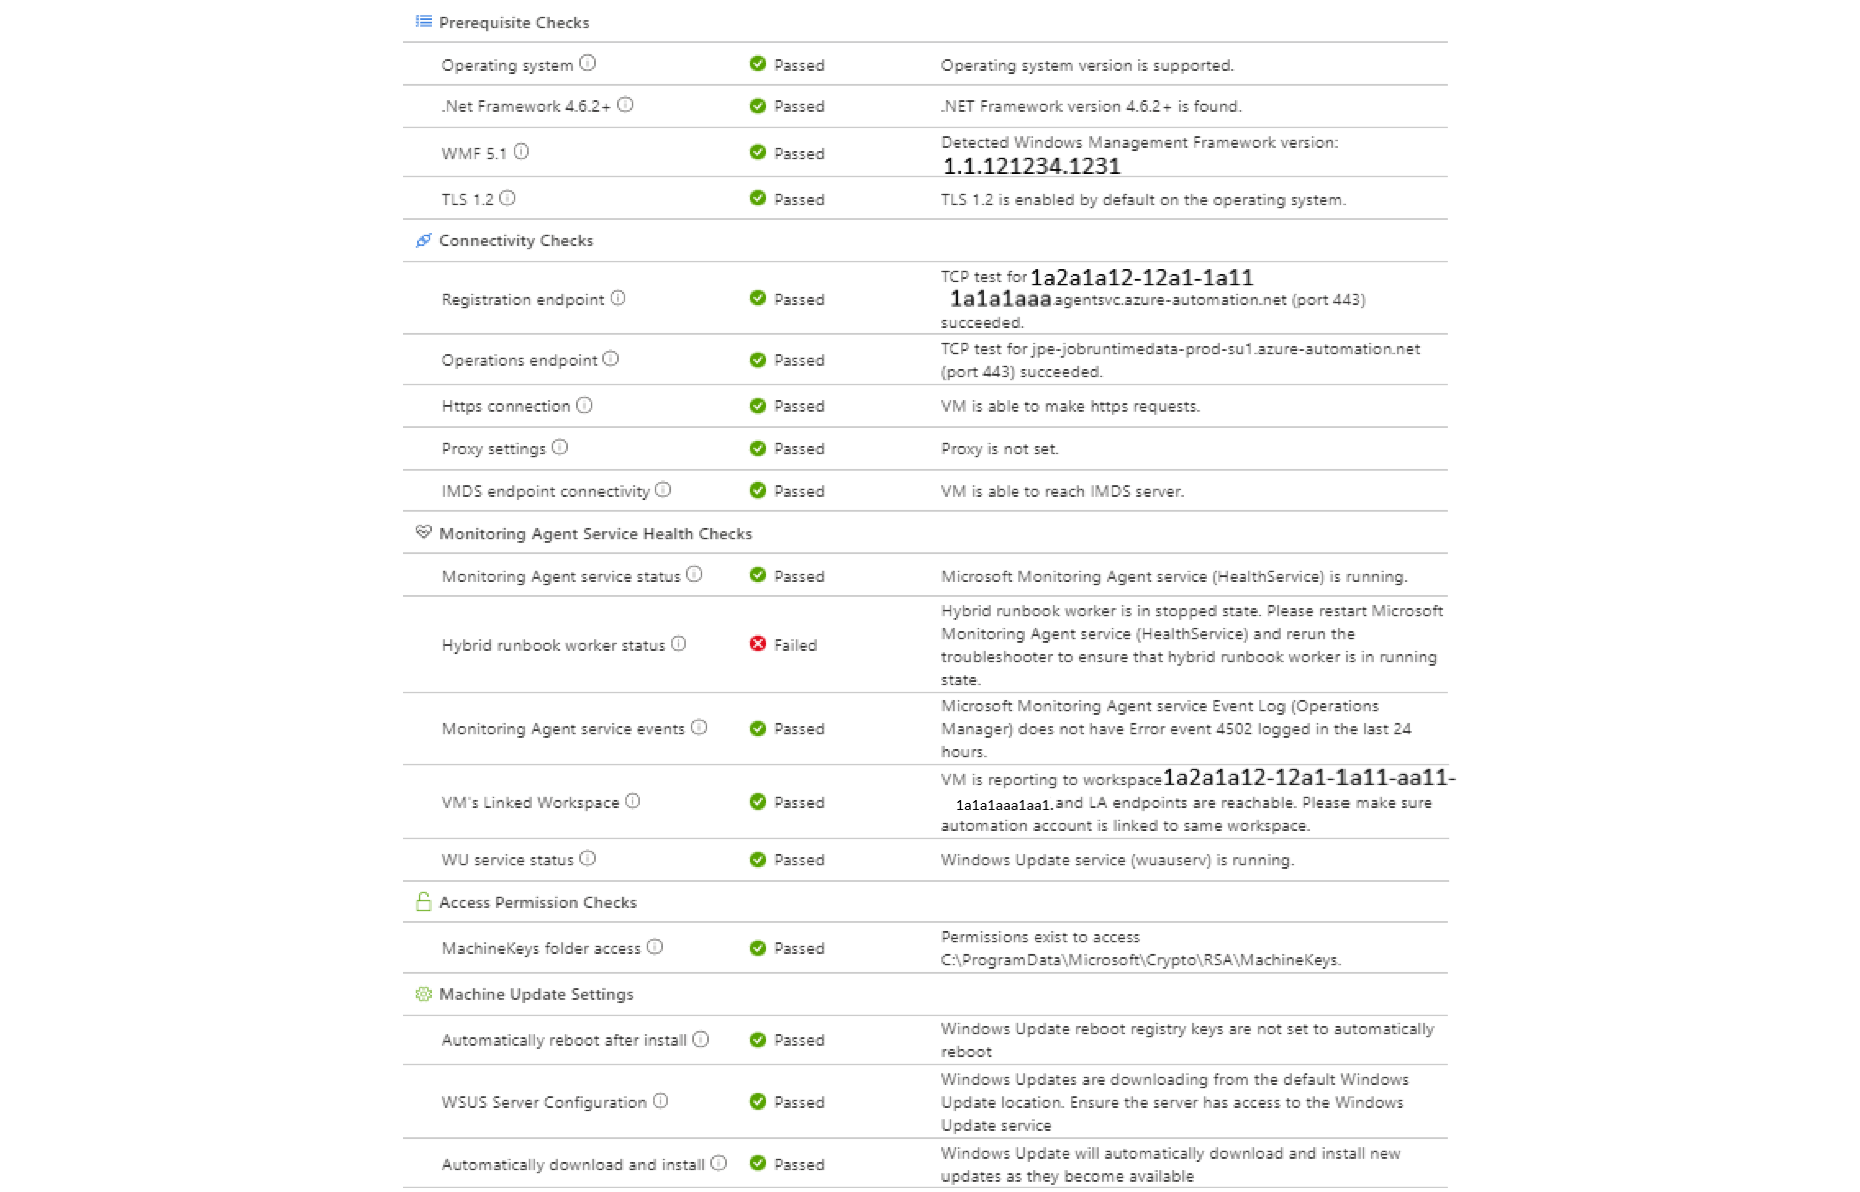 Prerequisite Checks
Operating system Passed Operating system version is supported.
.Net Framework 4.6.2+ Passed .NET Framework version 4.6.2+ is found.
WMF 5.1 Passed Detected Windows Management Framework version:
1.1.121234.1231
TLS 1.2 Passed TLS 1.2 is enabled by default on the operating system.
Connectivity Checks
Registration endpoint Passed TCP test for 1a2a1a12-12a1-1a11
1a1a1aaa.agentsvc.azure-automation.net (port 443)
succeeded.
Operations endpoint Passed TCP test for jpe-jobruntimedata-prod-su1.azure-automation.net
(port 443) succeeded.
Https connection Passed VM is able to make https requests.
Proxy settings Passed Proxy is not set.
IMDS endpoint connectivity Passed VM is able to reach IMDS server.
Monitoring Agent Service Health Checks
Monitoring Agent service status Passed Microsoft Monitoring Agent service (HealthService) is running.
Hybrid runbook worker status Failed Hybrid runbook worker is in stopped state. Please restart Microsoft
Monitoring Agent service (HealthService) and rerun the
troubleshooter to ensure that hybrid runbook worker is in running
state.
Monitoring Agent service events Passed Microsoft Monitoring Agent service Event Log (Operations
Manager) does not have Error event 4502 logged in the last 24
hours.
VM's Linked Workspace Passed VM is reporting to workspace1a2a1a12-12a1-1a11-aa11-
1a1a1aaa1aa1.and LA endpoints are reachable. Please make sure
automation account is linked to same workspace.
WU service status Passed Windows Update service (wuauserv) is running.
Access Permission Checks
MachineKeys folder access Passed Permissions exist to access
C:\ProgramData\Microsoft\Crypto\RSA\MachineKeys.
Machine Update Settings
Automatically reboot after install Passed Windows Update reboot registry keys are not set to automatically
reboot
WSUS Server Configuration Passed Windows Updates are downloading from the default Windows
Update location. Ensure the server has access to the Windows
Update service
Automatically download and install Passed Windows Update will automatically download and install new
updates as they become available